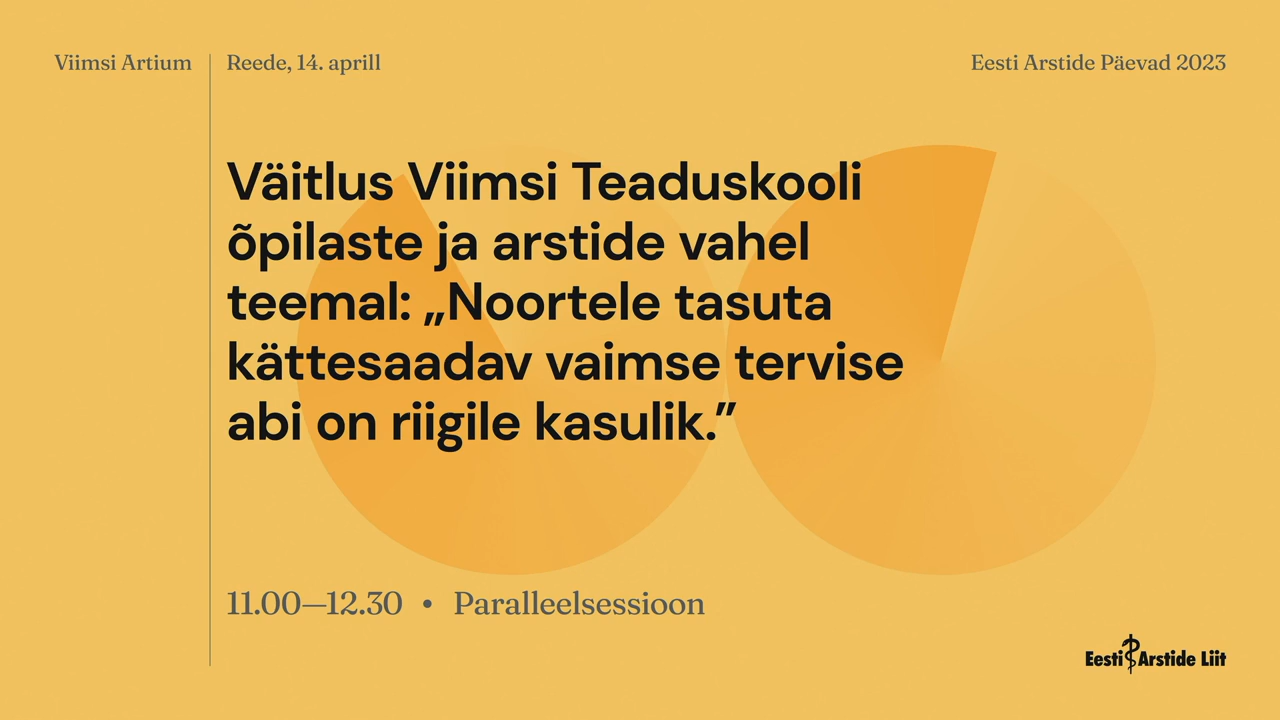 Viimsi Artium
Reede, 14. aprill
Eesti Arstide Päevad 2023
Väitlus Viimsi Teaduskooli
õpilaste ja arstide vahel
teemal: „Noortele tasuta
kättesaadav vaimse tervise
abi on riigile kasulik.”
11.00—12.30 • Paralleelsessioon
Eesti Arstide Liit